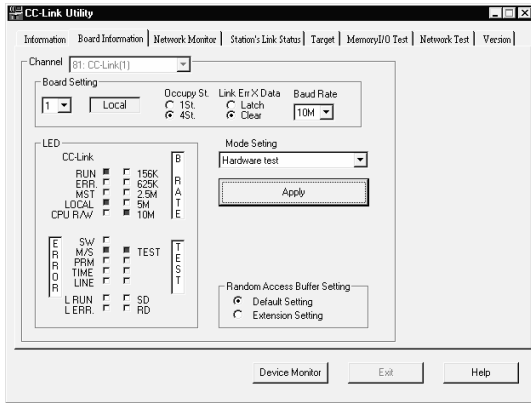 CC-Link Utility
Information Board Information Network Monitor Station's Link Status Target Memory/I/O Test Network Test Version
Channel 81: CC-Link(1)
Board Setting
1 Local
Occupy St.
1St.
4St.
Link Err X Data
Latch
Clear
Baud Rate
10M
LED
CC-Link
RUN
ERR.
MST
LOCAL
CPU R/W
156K
625K
2.5M
5M
10M
B RATE
ERROR
SW
M/S
PRM
TIME
LINE
TEST
TEST
L RUN
L ERR.
SD
RD
Mode Seting
Hardware test
Apply
Random Access Buffer Setting
Default Setting
Extension Setting
Device Monitor Exit Help